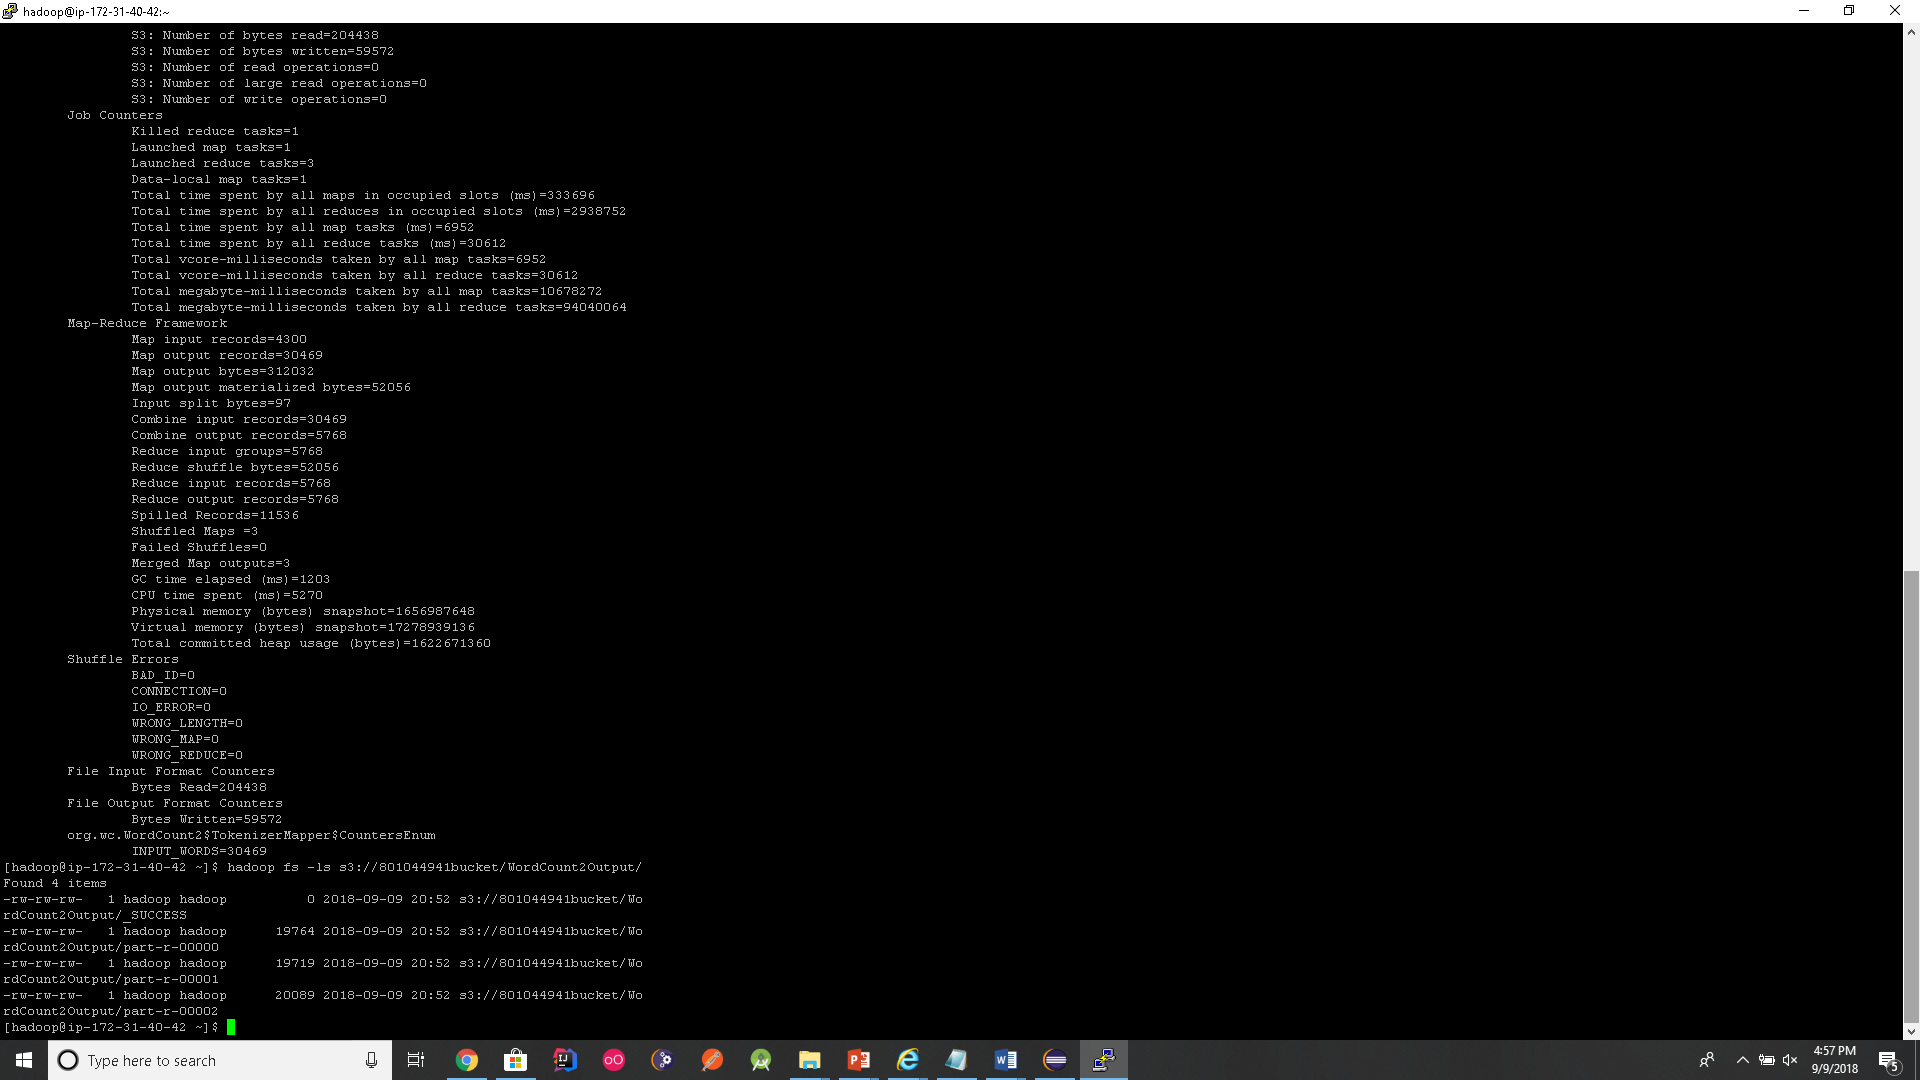 hadoop@ip-172-31-40-42:~
S3: Number of bytes read=204438
S3: Number of bytes written=59572
S3: Number of read operations=0
S3: Number of large read operations=0
S3: Number of write operations=0
Job Counters
Killed reduce tasks=1
Launched map tasks=1
Launched reduce tasks=3
Data-local map tasks=1
Total time spent by all maps in occupied slots (ms)=333696
Total time spent by all reduces in occupied slots (ms)=2938752
Total time spent by all map tasks (ms)=6952
Total time spent by all reduce tasks (ms)=30612
Total vcore-milliseconds taken by all map tasks=6952
Total vcore-milliseconds taken by all reduce tasks=30612
Total megabyte-milliseconds taken by all map tasks=10678272
Total megabyte-milliseconds taken by all reduce tasks=94040064
Map-Reduce Framework
Map input records=4300
Map output records=30469
Map output bytes=312032
Map output materialized bytes=52056
Input split bytes=97
Combine input records=30469
Combine output records=5768
Reduce input groups=5768
Reduce shuffle bytes=52056
Reduce input records=5768
Reduce output records=5768
Spilled Records=11536
Shuffled Maps =3
Failed Shuffles=0
Merged Map outputs=3
GC time elapsed (ms)=1203
CPU time spent (ms)=5270
Physical memory (bytes) snapshot=1656987648
Virtual memory (bytes) snapshot=17278939136
Total committed heap usage (bytes)=1622671360
Shuffle Errors
BAD_ID=0
CONNECTION=0
IO_ERROR=0
WRONG_LENGTH=0
WRONG_MAP=0
WRONG_REDUCE=0
File Input Format Counters
Bytes Read=204438
File Output Format Counters
Bytes Written=59572
org.wc.WordCount2$TokenizerMapper$CountersEnum
INPUT_WORDS=30469
[hadoop@ip-172-31-40-42 ~]$ hadoop fs -ls s3://801044941bucket/WordCount2Output/
Found 4 items
-rw-rw-rw-   1 hadoop hadoop          0 2018-09-09 20:52 s3://801044941bucket/Wo
rdCount2Output/_SUCCESS
-rw-rw-rw-   1 hadoop hadoop      19764 2018-09-09 20:52 s3://801044941bucket/Wo
rdCount2Output/part-r-00000
-rw-rw-rw-   1 hadoop hadoop      19719 2018-09-09 20:52 s3://801044941bucket/Wo
rdCount2Output/part-r-00001
-rw-rw-rw-   1 hadoop hadoop      20089 2018-09-09 20:52 s3://801044941bucket/Wo
rdCount2Output/part-r-00002
[hadoop@ip-172-31-40-42 ~]$
Type here to search
4:57 PM
9/9/2018
5